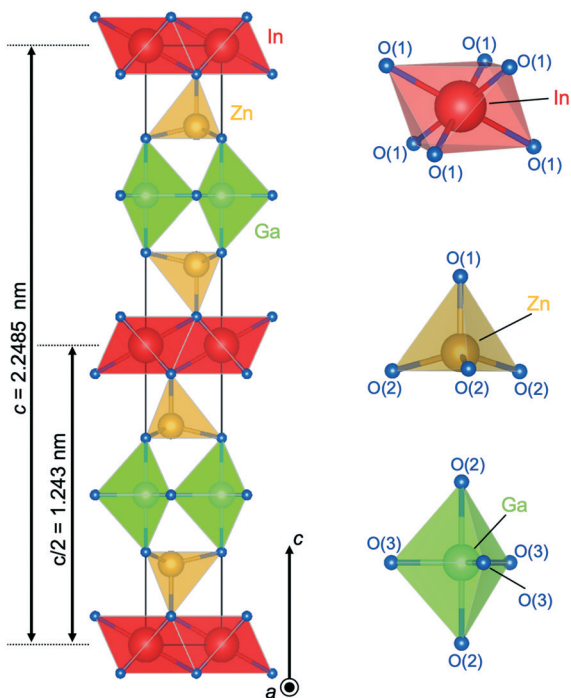 In
Zn
Ga
c = 2.2485 nm
c/2 = 1.243 nm
c
a
O(1)
O(1)
O(1)
In
O(1)
O(1)
O(1)
O(1)
Zn
O(2)
O(2)
O(2)
O(2)
Ga
O(3)
O(3)
O(3)
O(2)